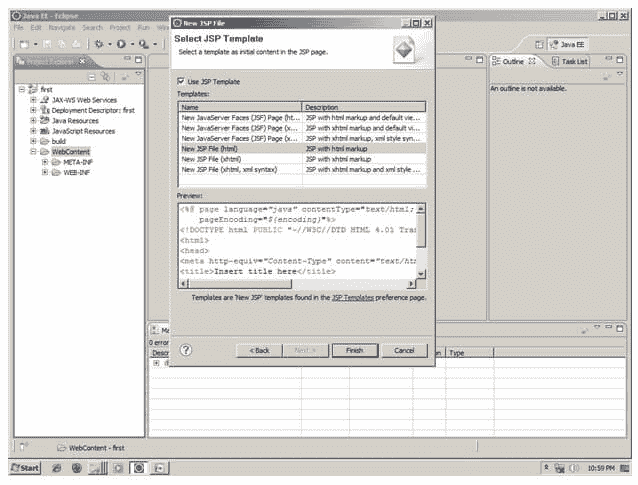 Java EE - Eclipse
File Edit Navigate Search Project Run
Java EE
Project Explorer
first
JAX-WS Web Services
Deployment Descriptor: first
Java Resources
JavaScript Resources
build
WebContent
META-INF
WEB-INF
New JSP File
Select JSP Template
Select a template as initial content in the JSP page.
Use JSP Template
Templates:
Name Description
New JavaServer Faces (JSF) Page (ht... JSP with html markup and default vie...
New JavaServer Faces (JSF) Page (x... JSP with xhtml markup and default vi...
New JavaServer Faces (JSF) Page (x... JSP with xhtml markup, xml style syn...
New JSP File (html) JSP with html markup
New JSP File (xhtml) JSP with xhtml markup
New JSP File (xhtml, xml syntax) JSP with xhtml markup and xml style ...
Preview:
<%@ page language="java" contentType="text/html;
pageEncoding="${encoding}"%>
<!DOCTYPE html PUBLIC "-//W3C//DTD HTML 4.01 Tran
<html>
<head>
<meta http-equiv="Content-Type" content="text/htm
<title>Insert title here</title>
Templates are 'New JSP' templates found in the JSP Templates preference page.
? < Back Next > Finish Cancel
Outline Task List
An outline is not available.
Ma
0 error
Descr on Type
WebContent - first
Start 10:59 PM